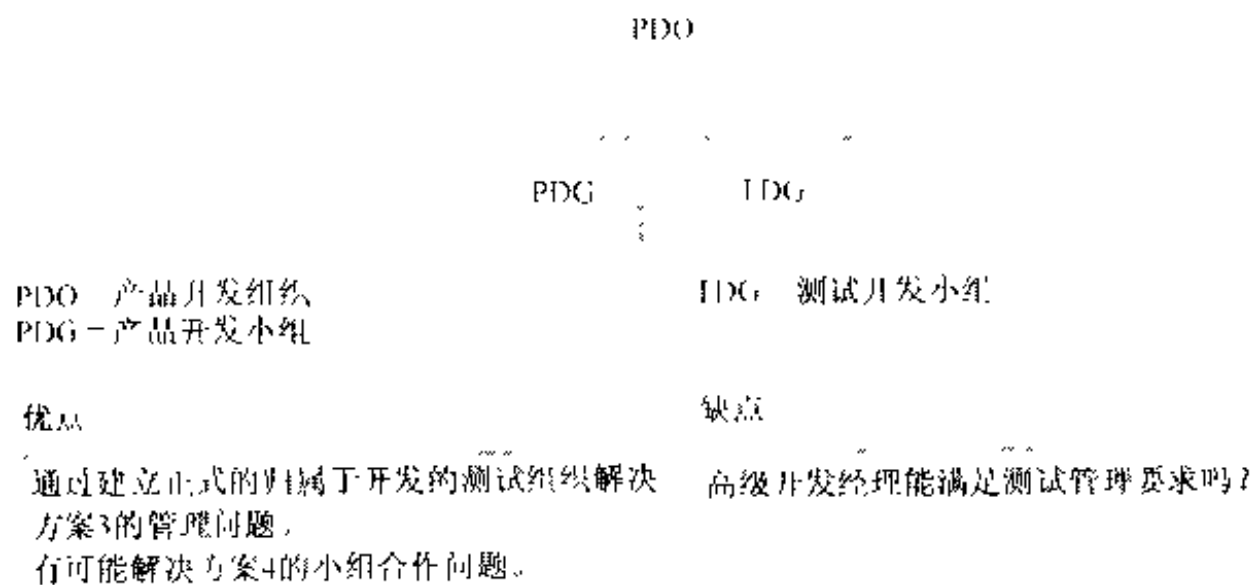 PDO
PDG TDG
PDO 产品开发组织 TDG 测试开发小组
PDG－产品开发小组
优点 缺点
通过建立正式的归属于开发的测试组织解决 高级开发经理能满足测试管理要求吗?
方案3的管理问题。
有可能解决方案4的小组合作问题。